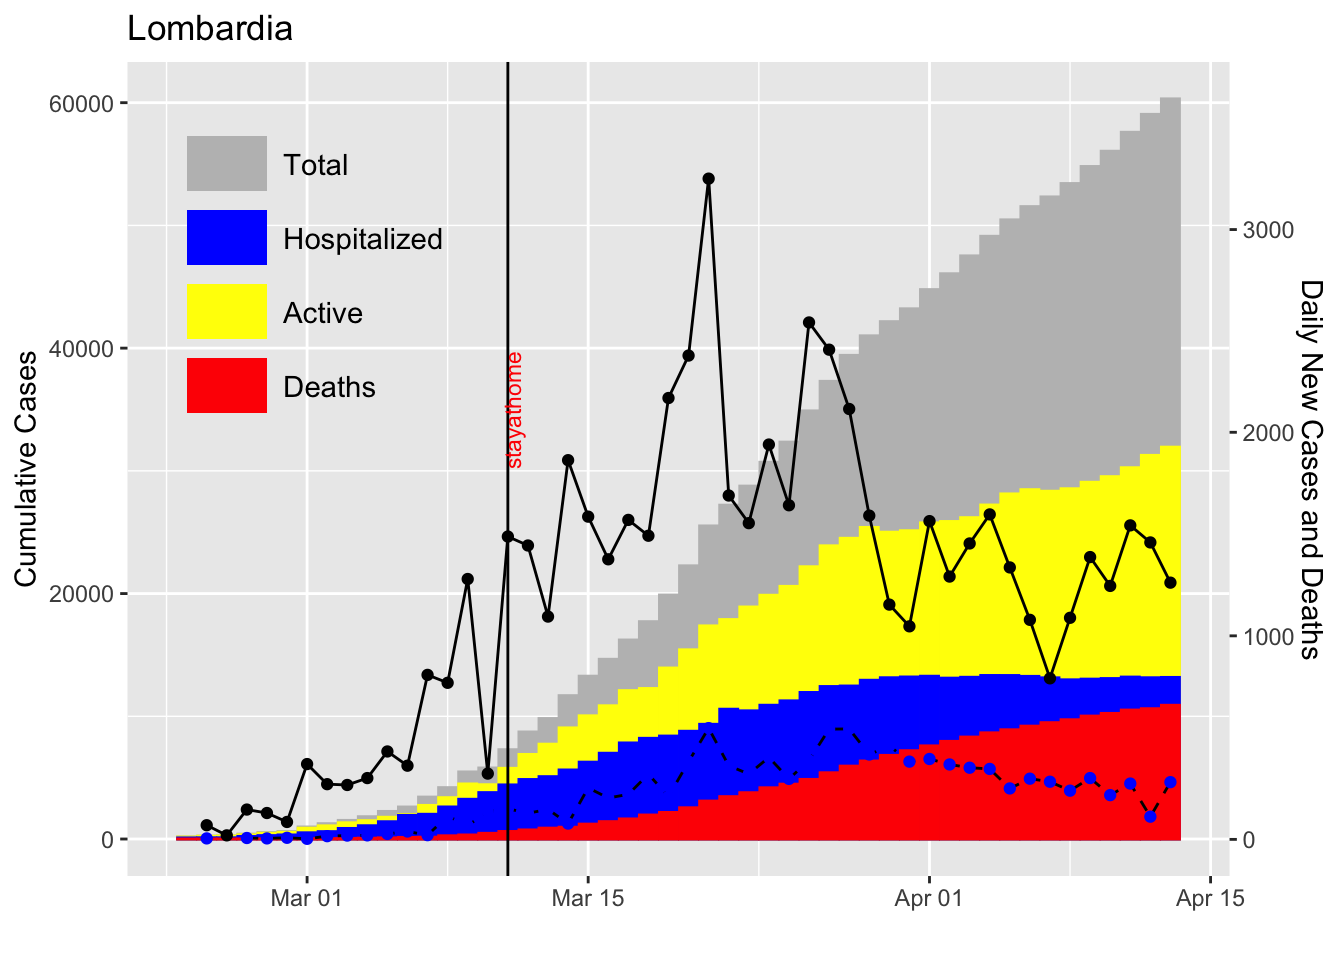 Lombardia
60000
40000
20000
0
Cumulative Cases
Total
Hospitalized
Active
Deaths
stayathome
3000
2000
1000
0
Daily New Cases and Deaths
Mar 01
Mar 15
Apr 01
Apr 15